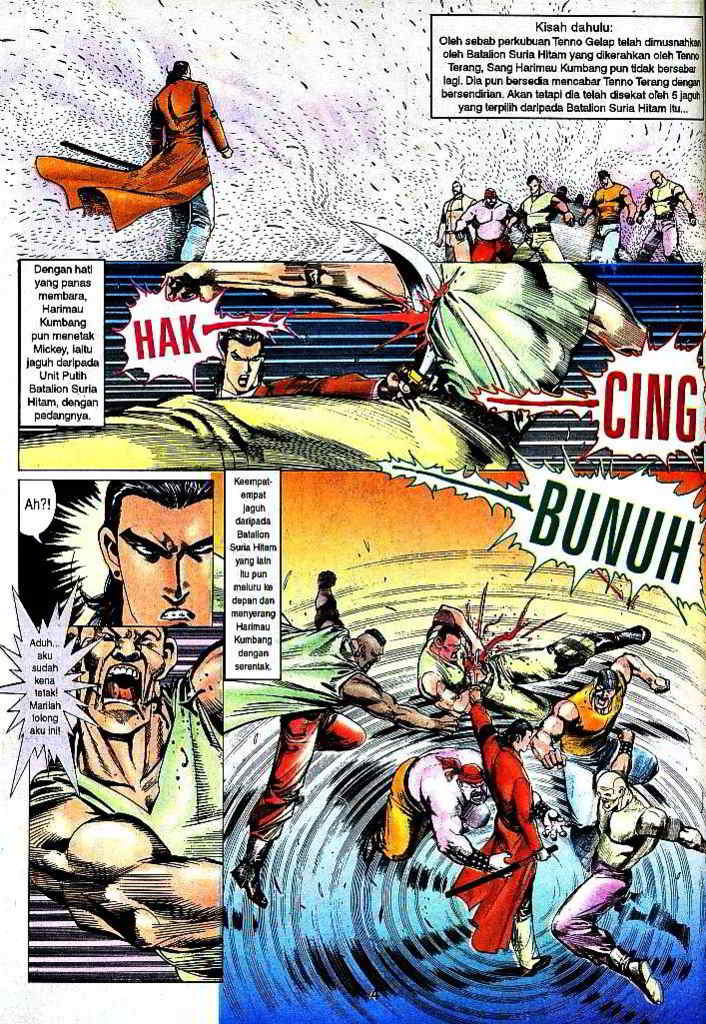 Kisah dahulu:
Oleh sebab perkubuan Tenno Gelap telah dimusnahkan
oleh Batalion Suria Hitam yang dikerahkan oleh Tenno
Terang, Sang Harimau Kumbang pun tidak bersabar
lagi. Dia pun bersedia mencabar Tenno Terang dengan
bersendirian. Akan tetapi dia telah disekat oleh 5 jaguh
yang terpilih daripada Batalion Suria Hitam itu...
Dengan hati
yang panas
membara,
Harimau
Kumbang
pun menetak
Mickey, iaitu
jaguh daripada
Unit Putih
Batalion Suria
Hitam, dengan
pedangnya.
HAK
CING
Ah?!
Aduh...
aku
sudah
kena
tetak!
Marilah
tolong
aku ini!
Keempat-
empat
jaguh
daripada
Batalion
Suria Hitam
yang lain
itu pun
meluru ke
depan dan
menyerang
Harimau
Kumbang
dengan
serentak.
BUNUH
4